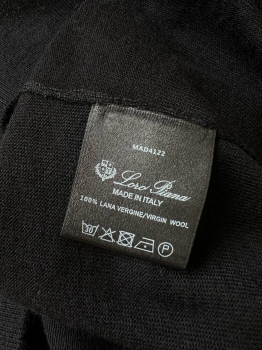 MAD4122
Loro Piana
MADE IN ITALY
100% LANA VERGINE/VIRGIN WOOL
30
P